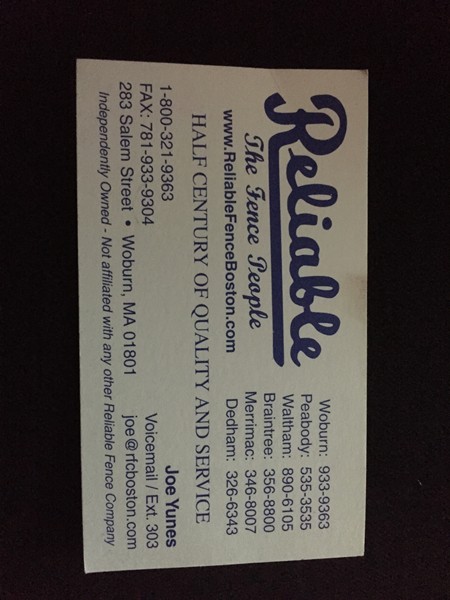 Reliable
The Fence People
www.ReliableFenceBoston.com
Woburn: 933-9363
Peabody: 535-3535
Waltham: 890-6105
Braintree: 356-8800
Merrimac: 346-8007
Dedham: 326-6343
HALF CENTURY OF QUALITY AND SERVICE
1-800-321-9363
FAX: 781-933-9304
283 Salem Street • Woburn, MA 01801
Joe Yunes
Voicemail / Ext. 303
joe@rfcboston.com
Independently Owned - Not affiliated with any other Reliable Fence Company